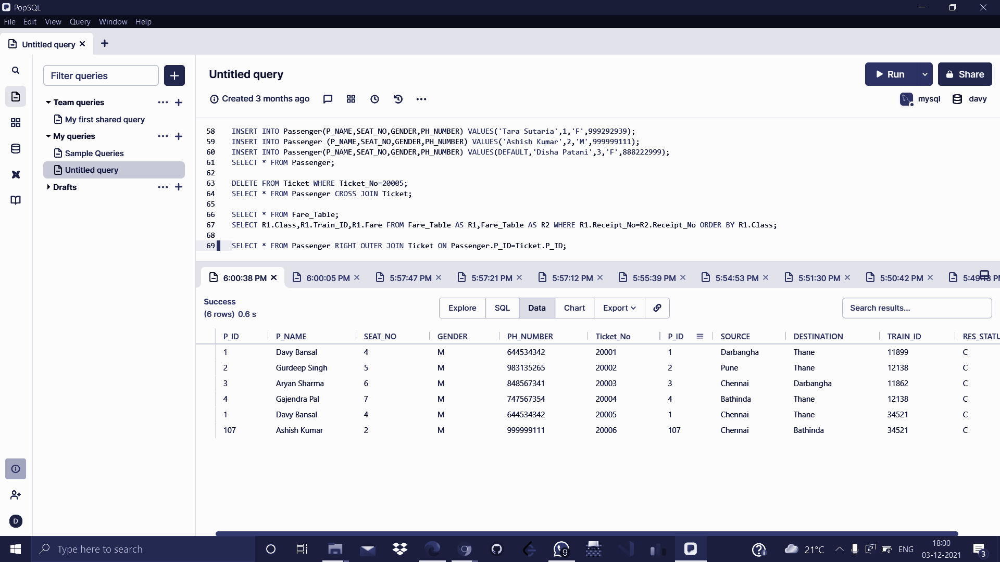 PopSQL
File Edit View Query Window Help
Untitled query
Filter queries
Team queries
My first shared query
My queries
Sample Queries
Untitled query
Drafts
D
Untitled query
Run
Share
Created 3 months ago
mysql davy
58 INSERT INTO Passenger(P_NAME,SEAT_NO,GENDER,PH_NUMBER) VALUES('Tara Sutaria',1,'F',999292939);
59 INSERT INTO Passenger (P_NAME,SEAT_NO,GENDER,PH_NUMBER) VALUES('Ashish Kumar',2,'M',999999111);
60 INSERT INTO Passenger(P_NAME,SEAT_NO,GENDER,PH_NUMBER) VALUES(DEFAULT,'Disha Patani',3,'F',888222999);
61 SELECT * FROM Passenger;
62
63 DELETE FROM Ticket WHERE Ticket_No=20005;
64 SELECT * FROM Passenger CROSS JOIN Ticket;
65
66 SELECT * FROM Fare_Table;
67 SELECT R1.Class,R1.Train_ID,R1.Fare FROM Fare_Table AS R1,Fare_Table AS R2 WHERE R1.Receipt_No=R2.Receipt_No ORDER BY R1.Class;
68
69 SELECT * FROM Passenger RIGHT OUTER JOIN Ticket ON Passenger.P_ID=Ticket.P_ID;
6:00:38 PM 6:00:05 PM 5:57:47 PM 5:57:21 PM 5:57:12 PM 5:55:39 PM 5:54:53 PM 5:51:30 PM 5:50:42 PM
Success
(6 rows) 0.6 s
Explore SQL Data Chart Export
Search results...
P_ID P_NAME SEAT_NO GENDER PH_NUMBER Ticket_No P_ID SOURCE DESTINATION TRAIN_ID RES_STATU
1 Davy Bansal 4 M 644534342 20001 1 Darbangha Thane 11899 C
2 Gurdeep Singh 5 M 983135265 20002 2 Pune Thane 12138 C
3 Aryan Sharma 6 M 848567341 20003 3 Chennai Darbangha 11862 C
4 Gajendra Pal 7 M 747567354 20004 4 Bathinda Thane 12138 C
1 Davy Bansal 4 M 644534342 20005 1 Chennai Thane 34521 C
107 Ashish Kumar 2 M 999999111 20006 107 Chennai Bathinda 34521 C
Type here to search
9
21°C
ENG
18:00
03-12-2021
3